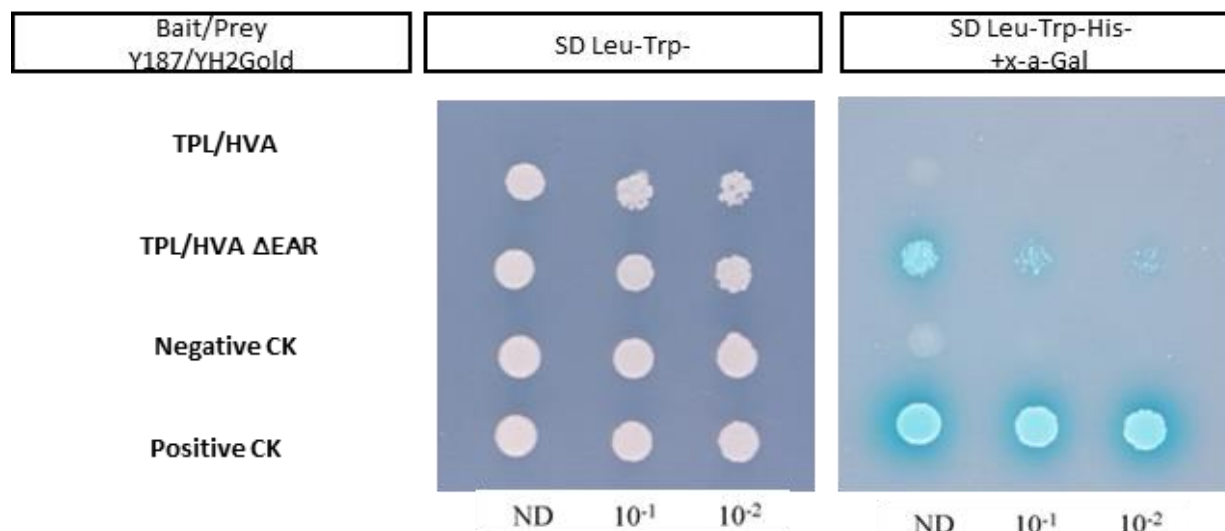 Bait/Prey
Y187/YH2Gold
SD Leu-Trp-
SD Leu-Trp-His-
+x-a-Gal
TPL/HVA
TPL/HVA ΔEAR
Negative CK
Positive CK
ND 10⁻¹ 10⁻²
ND 10⁻¹ 10⁻²